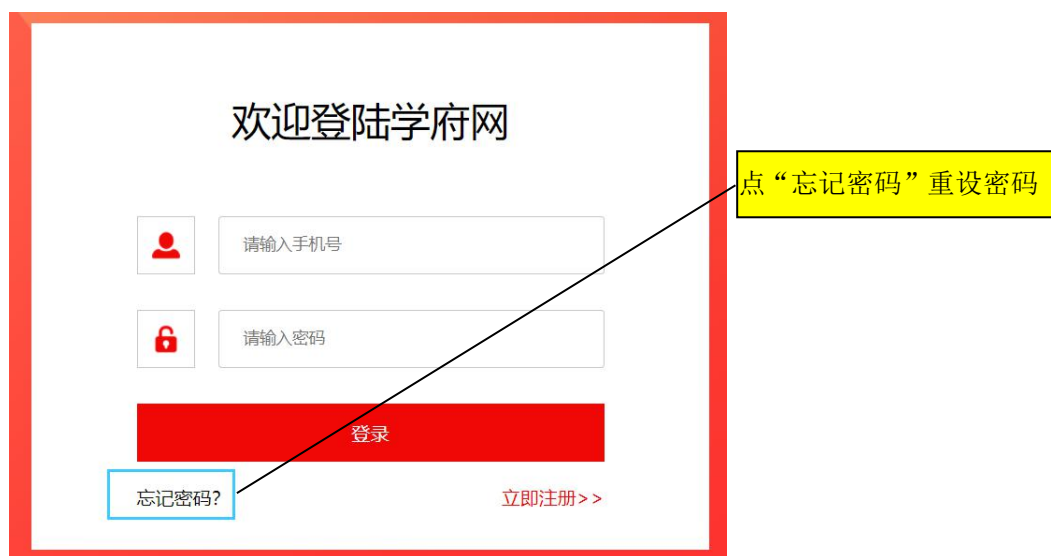 欢迎登陆学府网
点“忘记密码”重设密码
请输入手机号
请输入密码
登录
忘记密码?
立即注册>>